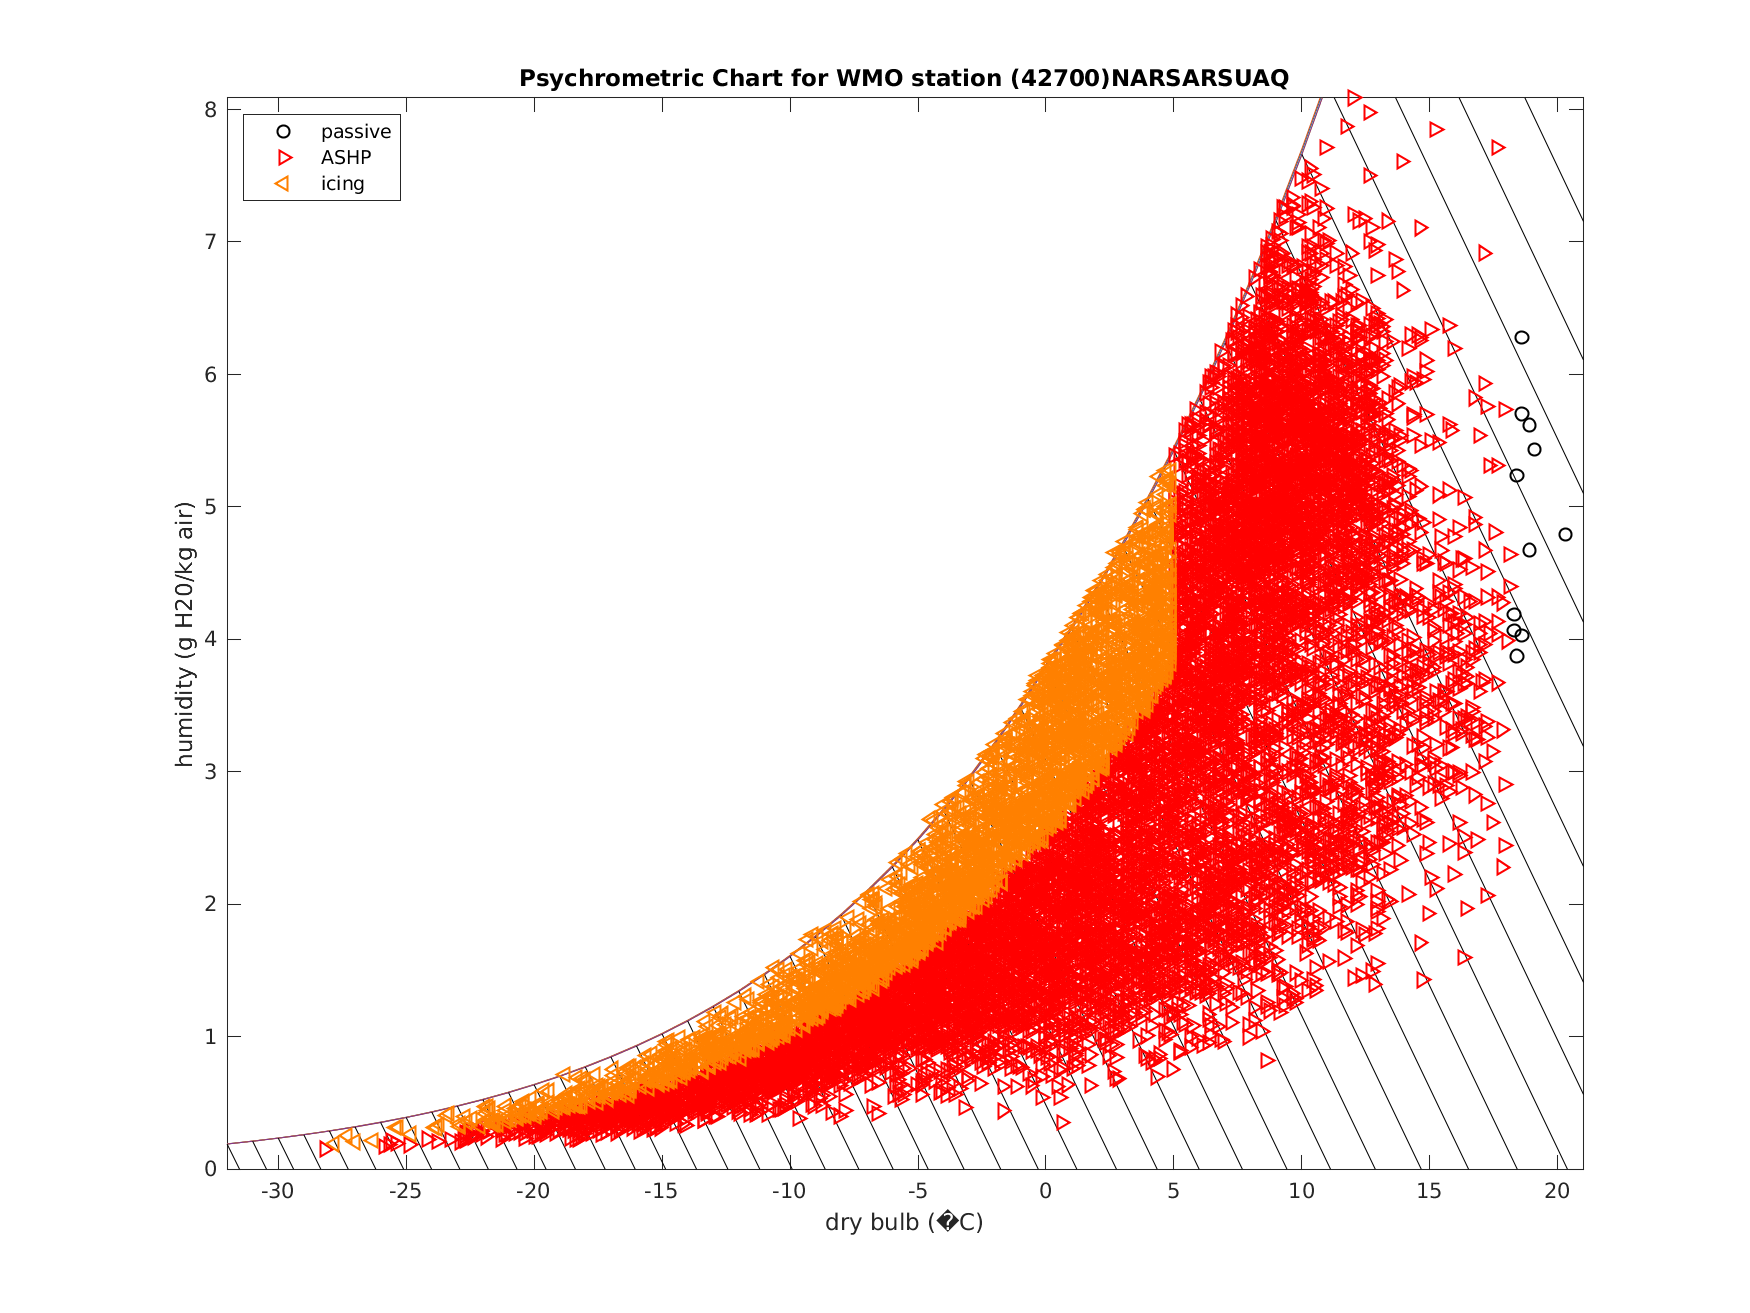 Psychrometric Chart for WMO station (42700)NARSARSUAQ
passive
ASHP
icing
humidity (g H20/kg air)
8
7
6
5
4
3
2
1
0
-30 -25 -20 -15 -10 -5 0 5 10 15 20
dry bulb (�C)